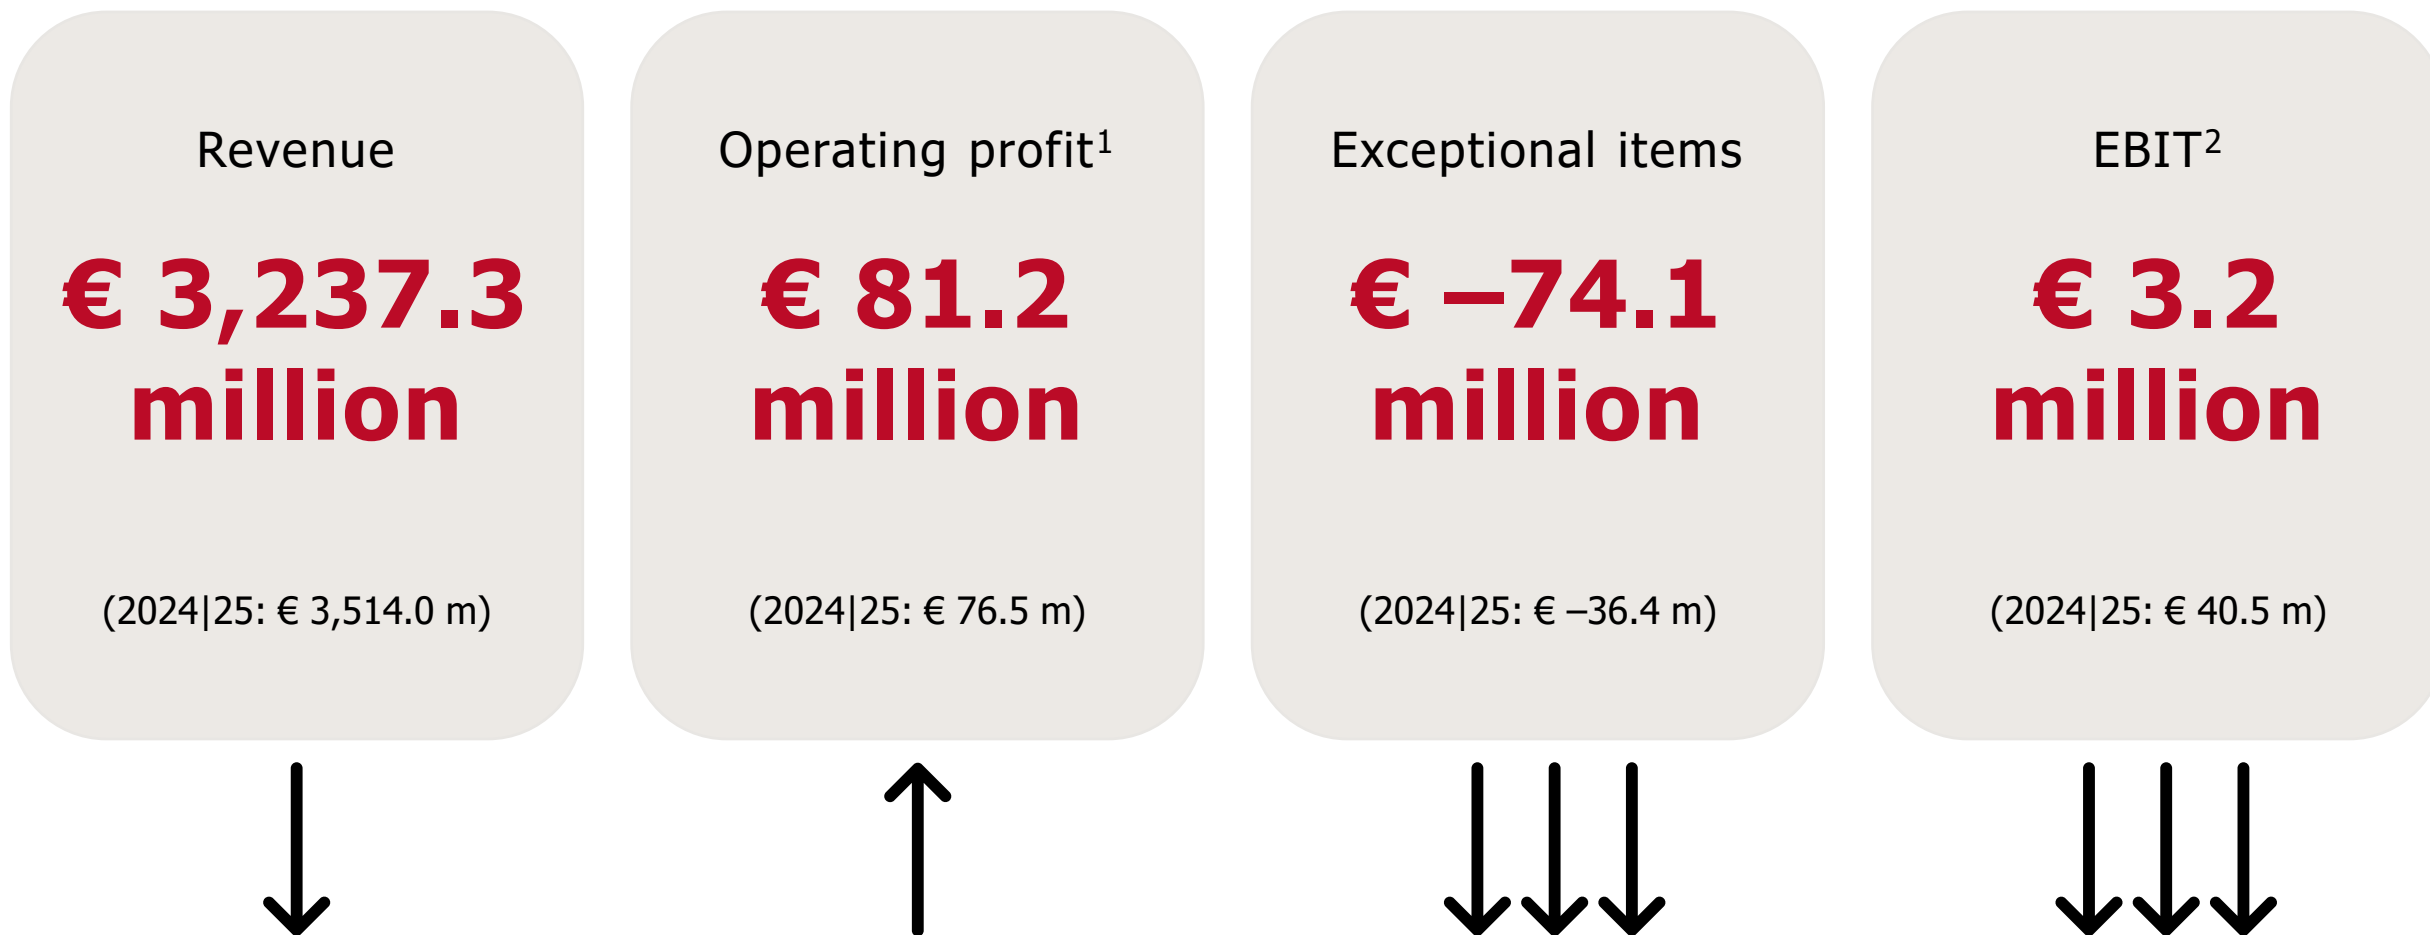 Revenue
€ 3,237.3
million
(2024|25: € 3,514.0 m)
Operating profit¹
€ 81.2
million
(2024|25: € 76.5 m)
Exceptional items
€ –74.1
million
(2024|25: € –36.4 m)
EBIT²
€ 3.2
million
(2024|25: € 40.5 m)